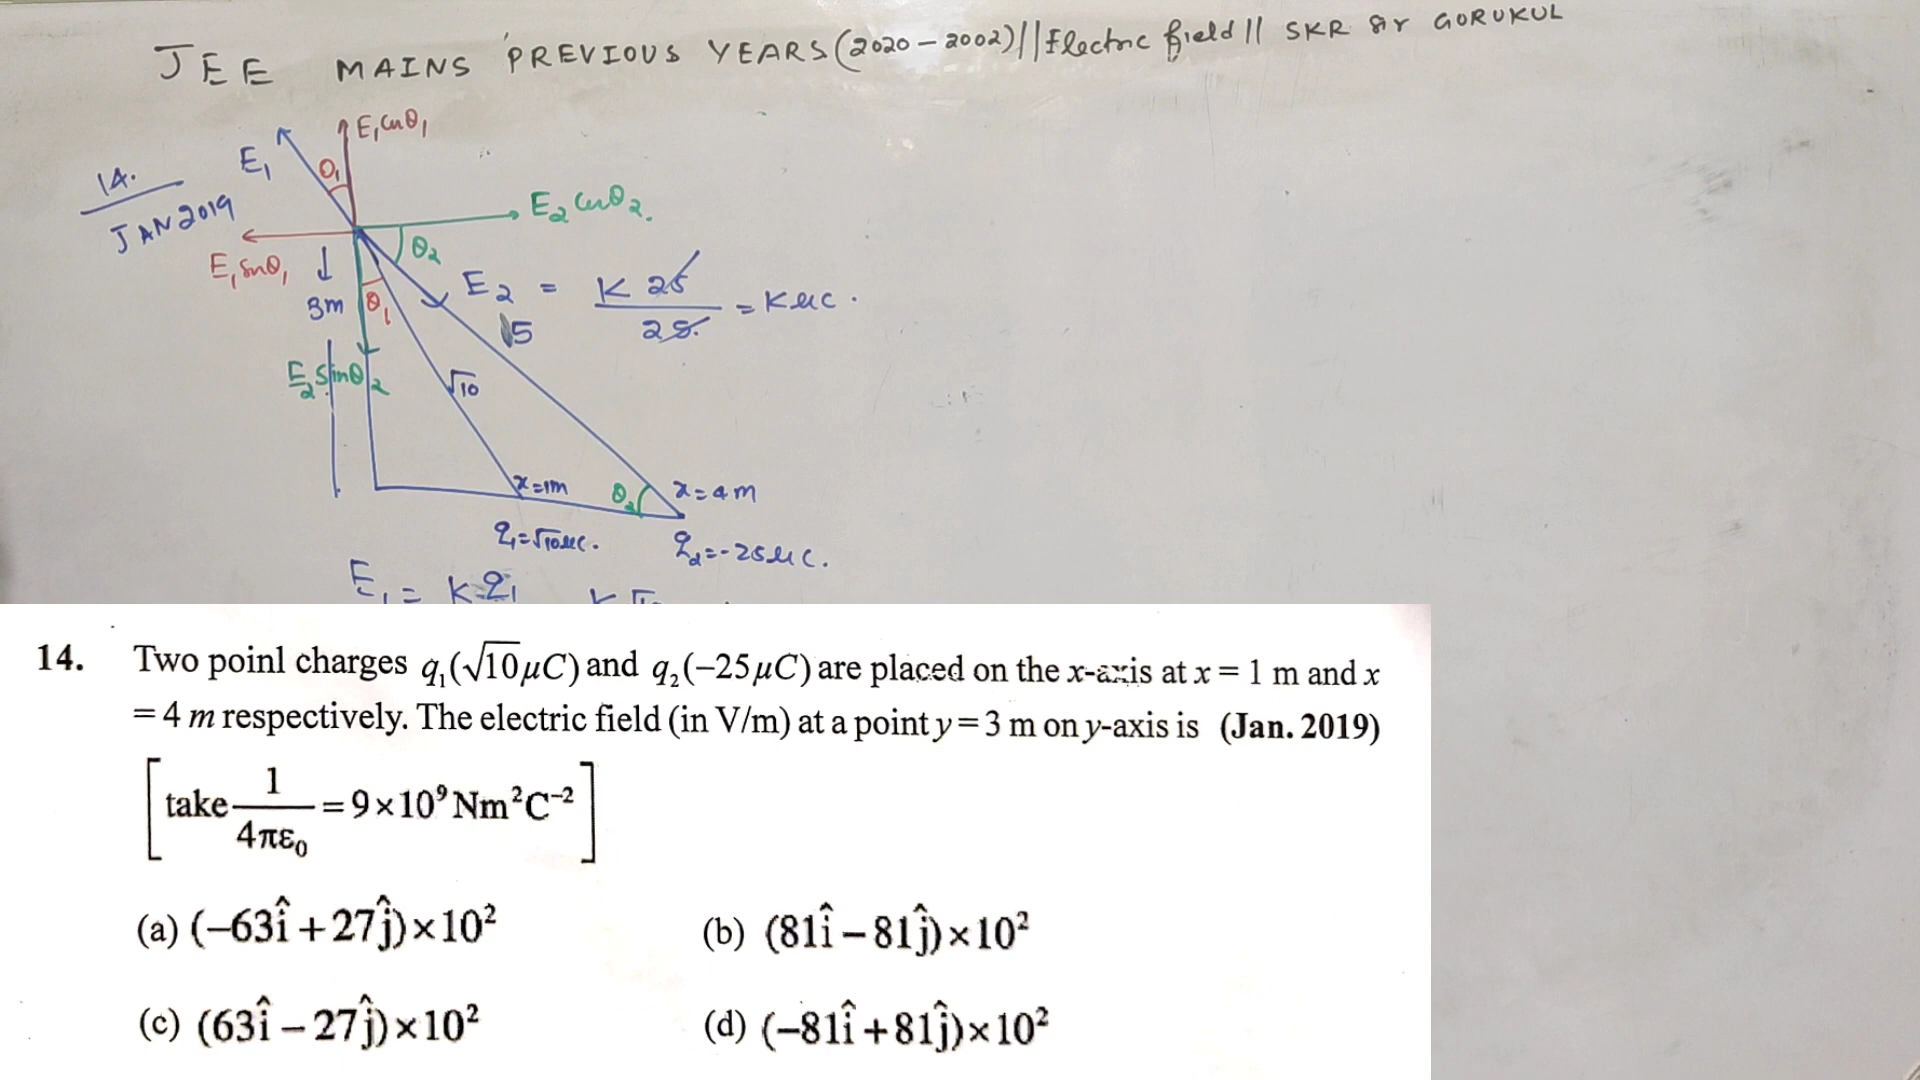 JEE MAINS PREVIOUS YEARS (2020-2002) // Electric field // SKR Sir GORUKUL
14.
JAN 2019
E₁
E₁cosθ₁
θ₁
E₂cosθ₂.
E₁sinθ₁
θ₂
↓
3m
θ₁
E₂ = K 25 / 25 = K μc.
5
E₂sinθ₂
√10
x=1m
θ₂
x=4m
q₁=√10μc.
q₂=-25μc.
E₁ = K q₁
14. Two poinl charges q₁(√10μC) and q₂(−25μC) are placed on the x-axis at x = 1 m and x
= 4 m respectively. The electric field (in V/m) at a point y = 3 m on y-axis is (Jan. 2019)
[take 1/4πε₀ = 9×10⁹ Nm²C⁻²]
(a) (−63î + 27ĵ)×10² (b) (81î − 81ĵ)×10²
(c) (63î − 27ĵ)×10² (d) (−81î + 81ĵ)×10²